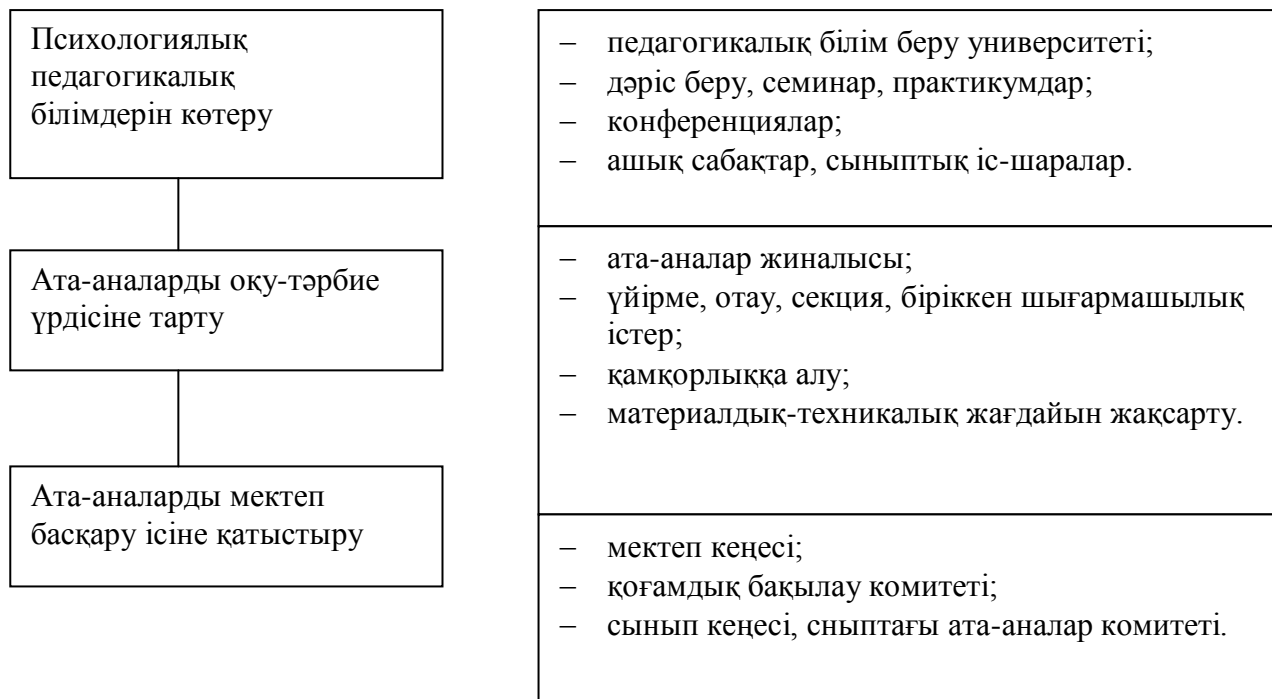 Психологиялық
педагогикалық
білімдерін көтеру
– педагогикалық білім беру университеті;
– дәріс беру, семинар, практикумдар;
– конференциялар;
– ашық сабақтар, сыныптық іс-шаралар.
Ата-аналарды оқу-тәрбие
үрдісіне тарту
– ата-аналар жиналысы;
– үйірме, отау, секция, біріккен шығармашылық
істер;
– қамқорлыққа алу;
– материалдық-техникалық жағдайын жақсарту.
Ата-аналарды мектеп
басқару ісіне қатыстыру
– мектеп кеңесі;
– қоғамдық бақылау комитеті;
– сынып кеңесі, сныптағы ата-аналар комитеті.